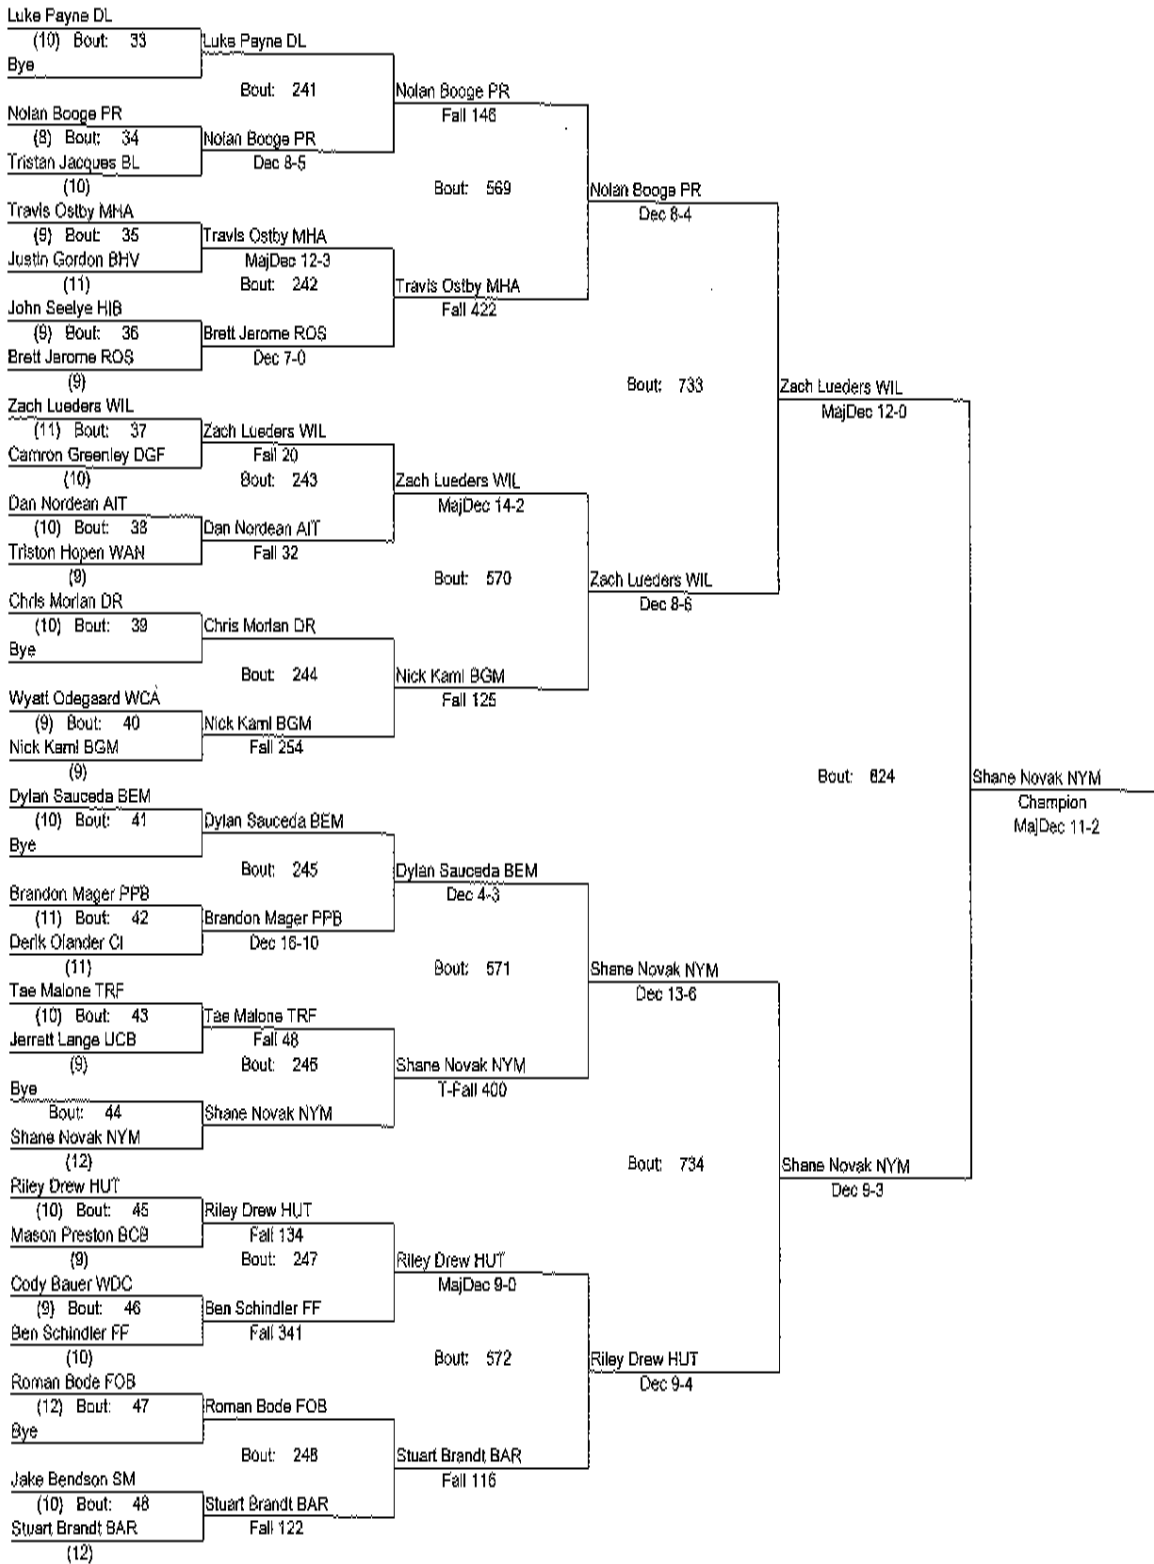 Luke Payne DL
(10) Bout: 33
Luke Payne DL
Bye
Bout: 241
Nolan Booge PR
Fall 146
Nolan Booge PR
(8) Bout: 34
Nolan Booge PR
Tristan Jacques BL
Dec 8-5
(10)
Bout: 569
Nolan Booge PR
Dec 8-4
Travis Ostby MHA
(9) Bout: 35
Travis Ostby MHA
Justin Gordon BHV
MajDec 12-3
(11)
Bout: 242
Travis Ostby MHA
Fall 422
John Seelye HIB
(9) Bout: 36
Brett Jerome ROS
Brett Jerome ROS
Dec 7-0
(9)
Bout: 733
Zach Lueders WIL
MajDec 12-0
Zach Lueders WIL
(11) Bout: 37
Zach Lueders WIL
Camron Greenley DGF
Fall 20
(10)
Bout: 243
Zach Lueders WIL
MajDec 14-2
Dan Nordean AIT
(10) Bout: 38
Dan Nordean AIT
Triston Hopen WAN
Fall 32
(9)
Bout: 570
Zach Lueders WIL
Dec 8-6
Chris Morlan DR
(10) Bout: 39
Chris Morlan DR
Bye
Bout: 244
Nick Kaml BGM
Fall 125
Wyatt Odegaard WCA
(9) Bout: 40
Nick Kaml BGM
Nick Kaml BGM
Fall 254
(9)
Bout: 824
Shane Novak NYM
Champion
MajDec 11-2
Dylan Sauceda BEM
(10) Bout: 41
Dylan Sauceda BEM
Bye
Bout: 245
Dylan Sauceda BEM
Dec 4-3
Brandon Mager PPB
(11) Bout: 42
Brandon Mager PPB
Derik Olander CI
Dec 16-10
(11)
Bout: 571
Shane Novak NYM
Dec 13-6
Tae Malone TRF
(10) Bout: 43
Tae Malone TRF
Jerrett Lange UCB
Fall 48
(9)
Bout: 246
Shane Novak NYM
T-Fall 400
Bye
Bout: 44
Shane Novak NYM
Shane Novak NYM
(12)
Bout: 734
Shane Novak NYM
Dec 9-3
Riley Drew HUT
(10) Bout: 45
Riley Drew HUT
Mason Preston BCB
Fall 134
(9)
Bout: 247
Riley Drew HUT
MajDec 9-0
Cody Bauer WDC
(9) Bout: 46
Ben Schindler FF
Ben Schindler FF
Fall 341
(10)
Bout: 572
Riley Drew HUT
Dec 9-4
Roman Bode FOB
(12) Bout: 47
Roman Bode FOB
Bye
Bout: 248
Stuart Brandt BAR
Fall 116
Jake Bendson SM
(10) Bout: 48
Stuart Brandt BAR
Stuart Brandt BAR
Fall 122
(12)